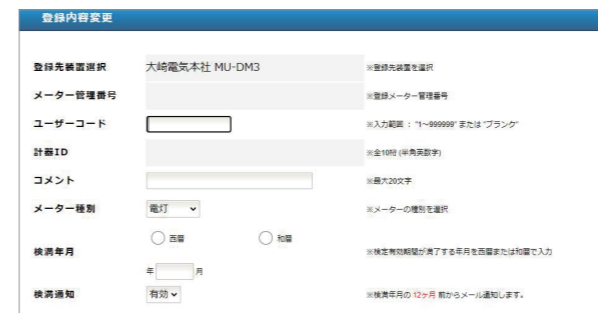 登録内容変更
登録先装置選択 大崎電気本社 MU-DM3 ※登録先装置を選択
メーター管理番号 ※登録メーター管理番号
ユーザーコード ※入力範囲 ： "1～999999" または "ブランク"
計器ID ※全10桁 (半角英数字)
コメント ※最大20文字
メーター種別 電灯 ※メーターの種別を選択
西暦 和暦
検満年月 ※検定有効期間が満了する年月を西暦または和暦で入力
年 月
検満通知 有効 ※検満年月の 12ヶ月 前からメール通知します。